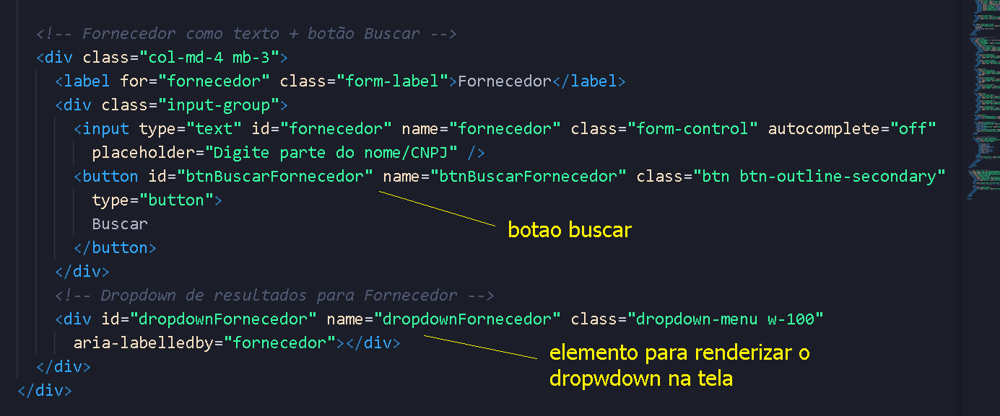 <!-- Fornecedor como texto + botão Buscar -->
<div class="col-md-4 mb-3">
<label for="fornecedor" class="form-label">Fornecedor</label>
<div class="input-group">
<input type="text" id="fornecedor" name="fornecedor" class="form-control" autocomplete="off"
placeholder="Digite parte do nome/CNPJ" />
<button id="btnBuscarFornecedor" name="btnBuscarFornecedor" class="btn btn-outline-secondary"
type="button">
Buscar
</button>
botao buscar
</div>
<!-- Dropdown de resultados para Fornecedor -->
<div id="dropdownFornecedor" name="dropdownFornecedor" class="dropdown-menu w-100"
aria-labelledby="fornecedor"></div>
elemento para renderizar o
dropwdown na tela
</div>
</div>